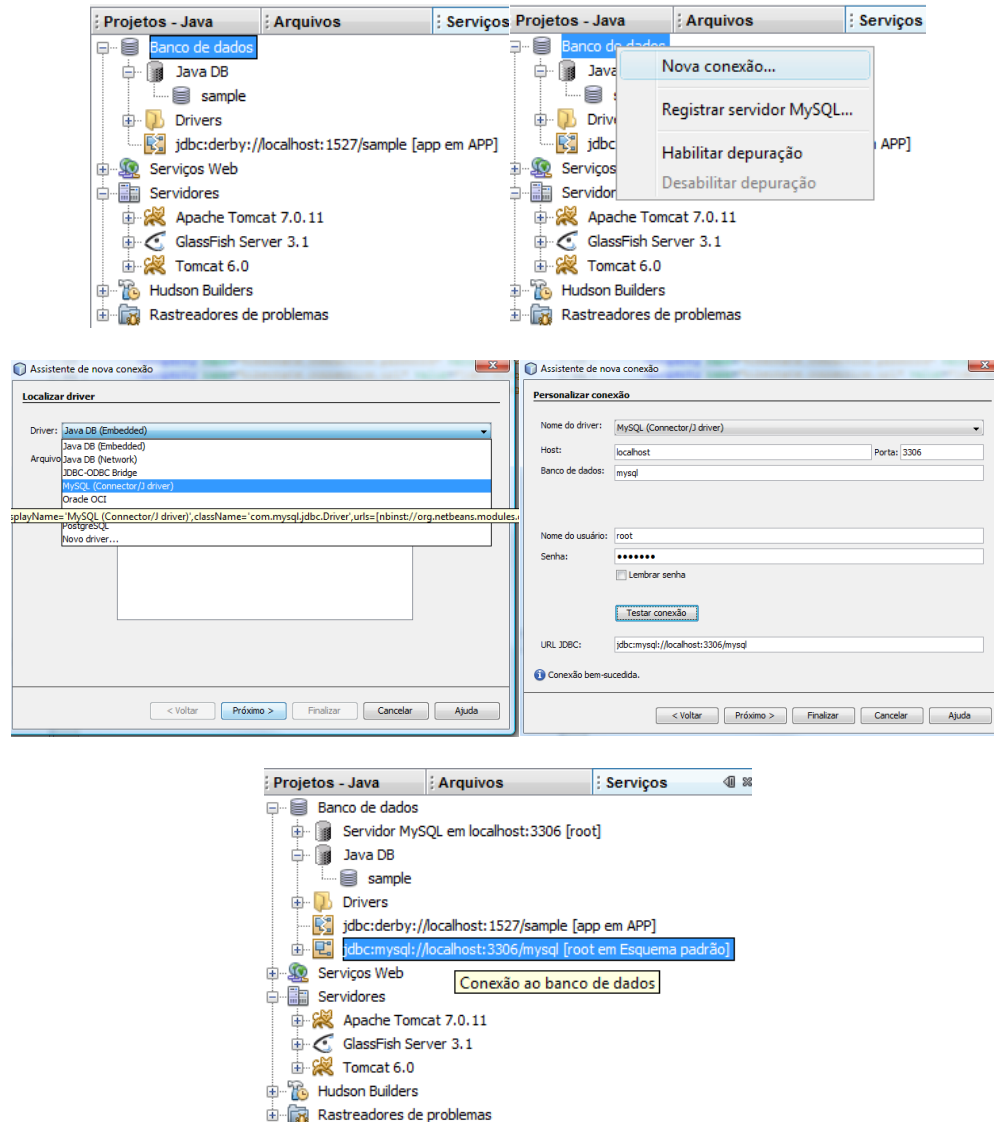 Projetos - Java Arquivos Serviços
Banco de dados
Java DB
sample
Drivers
jdbc:derby://localhost:1527/sample [app em APP]
Serviços Web
Servidores
Apache Tomcat 7.0.11
GlassFish Server 3.1
Tomcat 6.0
Hudson Builders
Rastreadores de problemas
Projetos - Java Arquivos Serviços
Banco de dados
Java
Drive
jdbc
APP]
Serviços
Servidor
Apache Tomcat 7.0.11
GlassFish Server 3.1
Tomcat 6.0
Hudson Builders
Rastreadores de problemas
Nova conexão...
Registrar servidor MySQL...
Habilitar depuração
Desabilitar depuração
Assistente de nova conexão
Localizar driver
Driver: Java DB (Embedded)
Java DB (Embedded)
Arquivo Java DB (Network)
JDBC-ODBC Bridge
MySQL (Connector/J driver)
Oracle OCI
splayName='MySQL (Connector/J driver)',className='com.mysql.jdbc.Driver',urls=[nbinst://org.netbeans.modules.
PostgreSQL
Novo driver...
< Voltar Próximo > Finalizar Cancelar Ajuda
Assistente de nova conexão
Personalizar conexão
Nome do driver: MySQL (Connector/J driver)
Host: localhost Porta: 3306
Banco de dados: mysql
Nome do usuário: root
Senha: •••••••
Lembrar senha
Testar conexão
URL JDBC: jdbc:mysql://localhost:3306/mysql
Conexão bem-sucedida.
< Voltar Próximo > Finalizar Cancelar Ajuda
Projetos - Java Arquivos Serviços
Banco de dados
Servidor MySQL em localhost:3306 [root]
Java DB
sample
Drivers
jdbc:derby://localhost:1527/sample [app em APP]
jdbc:mysql://localhost:3306/mysql [root em Esquema padrão]
Serviços Web
Conexão ao banco de dados
Servidores
Apache Tomcat 7.0.11
GlassFish Server 3.1
Tomcat 6.0
Hudson Builders
Rastreadores de problemas